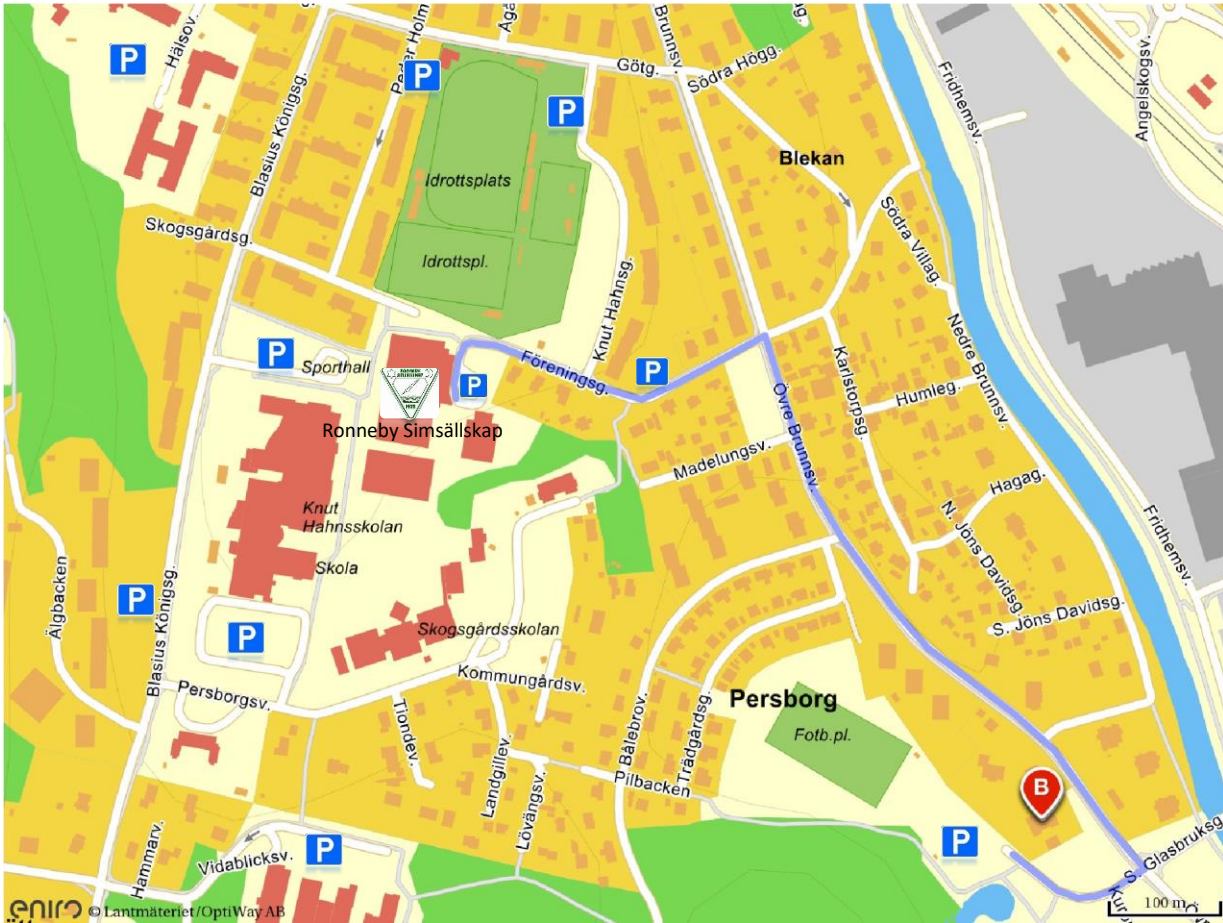 P
Hälsov.
Blasius Königsg.
P
Götg.
Brunnsv.
Södra Högg.
Fridhemsv.
Angelskogsv.
P
Blekan
Idrottsplats
Skogsgårdsg.
Idrottspl.
Knut Hahnsg.
Södra Villag.
Nedre Brunnsv.
P
Sporthall
P
Föreningsg.
P
Karlstorpsg.
Humleg.
Övre Brunnsv.
Ronneby Simsällskap
Madelungsv.
Hagag.
Knut
Hahnsskolan
N. Jöns Davidsg.
Fridhemsv.
Skola
Älgbacken
P
Blasius Königsg.
P
Skogsgårdsskolan
S. Jöns Davidsg.
Kommungårdsv.
Persborgsv.
Persborg
Tiondev.
Bålebrov.
Trädgårdsg.
Fotb.pl.
Landgillev.
Lövängsv.
Pilbacken
B
P
P
Hammarv.
Vidablicksv.
S. Glasbruksg
eniro © Lantmäteriet/OptiWay AB
100 m